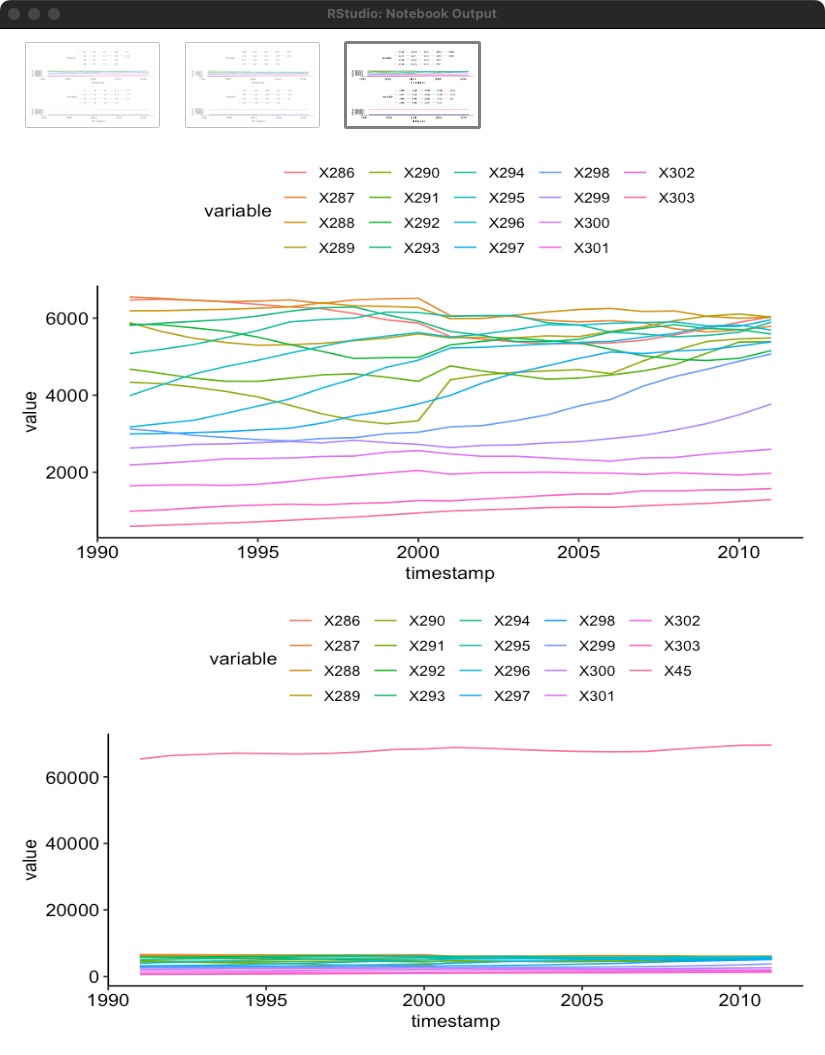 RStudio: Notebook Output
X286 X290 X294 X298 X302
X287 X291 X295 X299 X303
variable
X288 X292 X296 X300
X289 X293 X297 X301
6000
4000
value
2000
1990 1995 2000 2005 2010
timestamp
X286 X290 X294 X298 X302
X287 X291 X295 X299 X303
variable
X288 X292 X296 X300 X45
X289 X293 X297 X301
60000
40000
value
20000
0
1990 1995 2000 2005 2010
timestamp